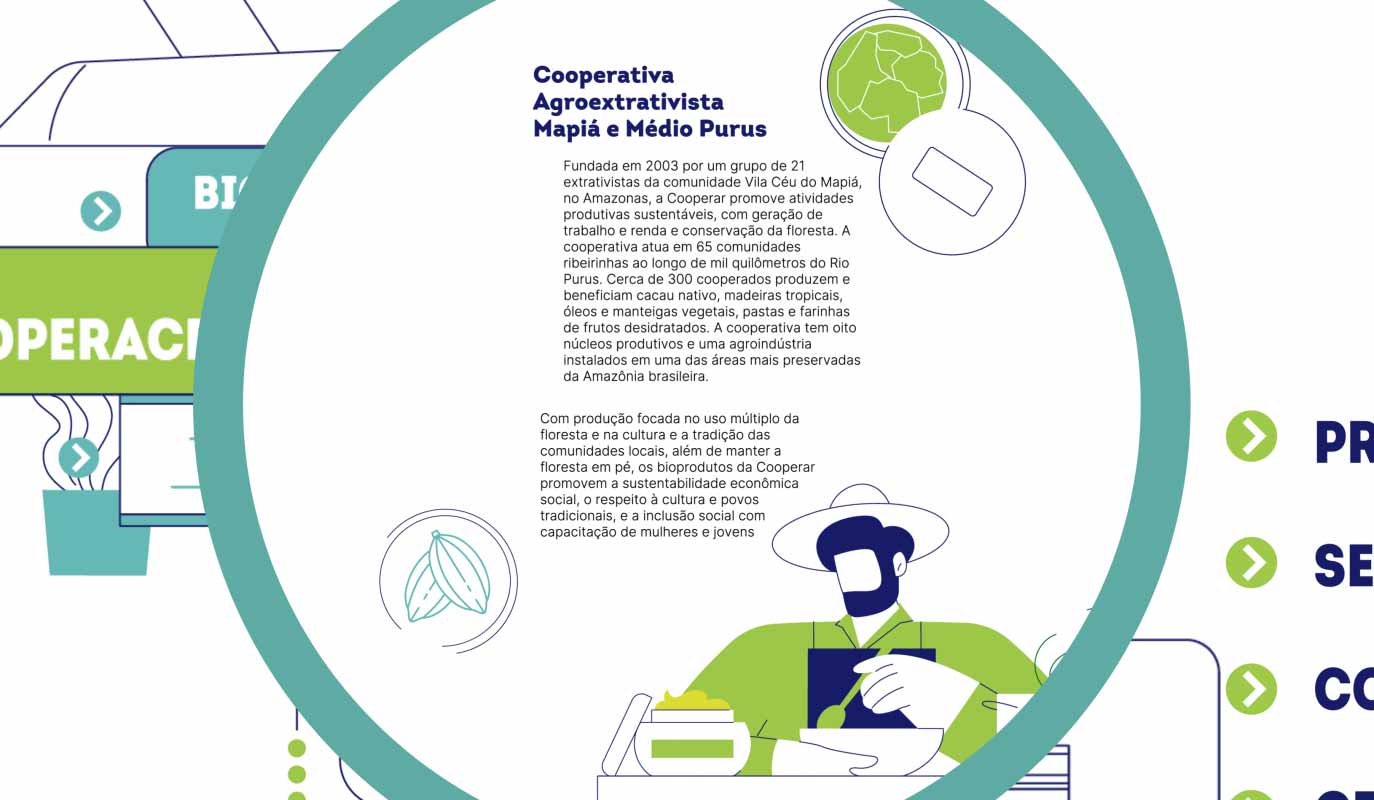 Cooperativa
Agroextrativista
Mapiá e Médio Purus
Fundada em 2003 por um grupo de 21
extrativistas da comunidade Vila Céu do Mapiá,
no Amazonas, a Cooperar promove atividades
produtivas sustentáveis, com geração de
trabalho e renda e conservação da floresta. A
cooperativa atua em 65 comunidades
ribeirinhas ao longo de mil quilômetros do Rio
Purus. Cerca de 300 cooperados produzem e
beneficiam cacau nativo, madeiras tropicais,
óleos e manteigas vegetais, pastas e farinhas
de frutos desidratados. A cooperativa tem oito
núcleos produtivos e uma agroindústria
instalados em uma das áreas mais preservadas
da Amazônia brasileira.
Com produção focada no uso múltiplo da
floresta e na cultura e a tradição das
comunidades locais, além de manter a
floresta em pé, os bioprodutos da Cooperar
promovem a sustentabilidade econômica
social, o respeito à cultura e povos
tradicionais, e a inclusão social com
capacitação de mulheres e jovens